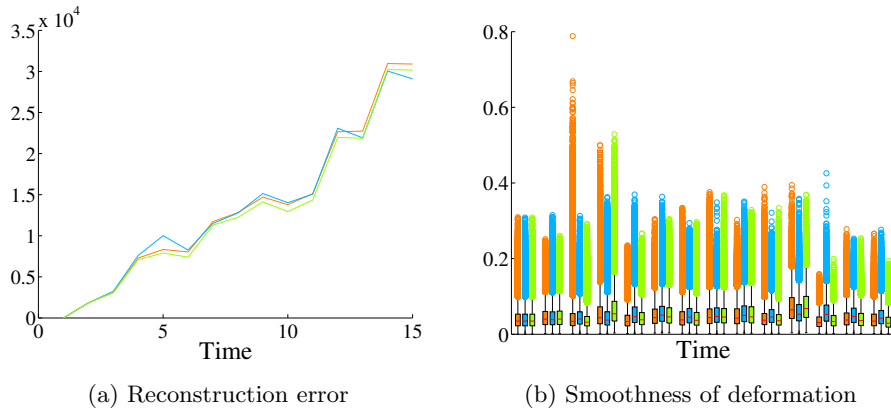 x 10^4
3.5
3
2.5
2
1.5
1
0.5
0
0 5 10 15
Time
(a) Reconstruction error
0.8
0.6
0.4
0.2
0
Time
(b) Smoothness of deformation